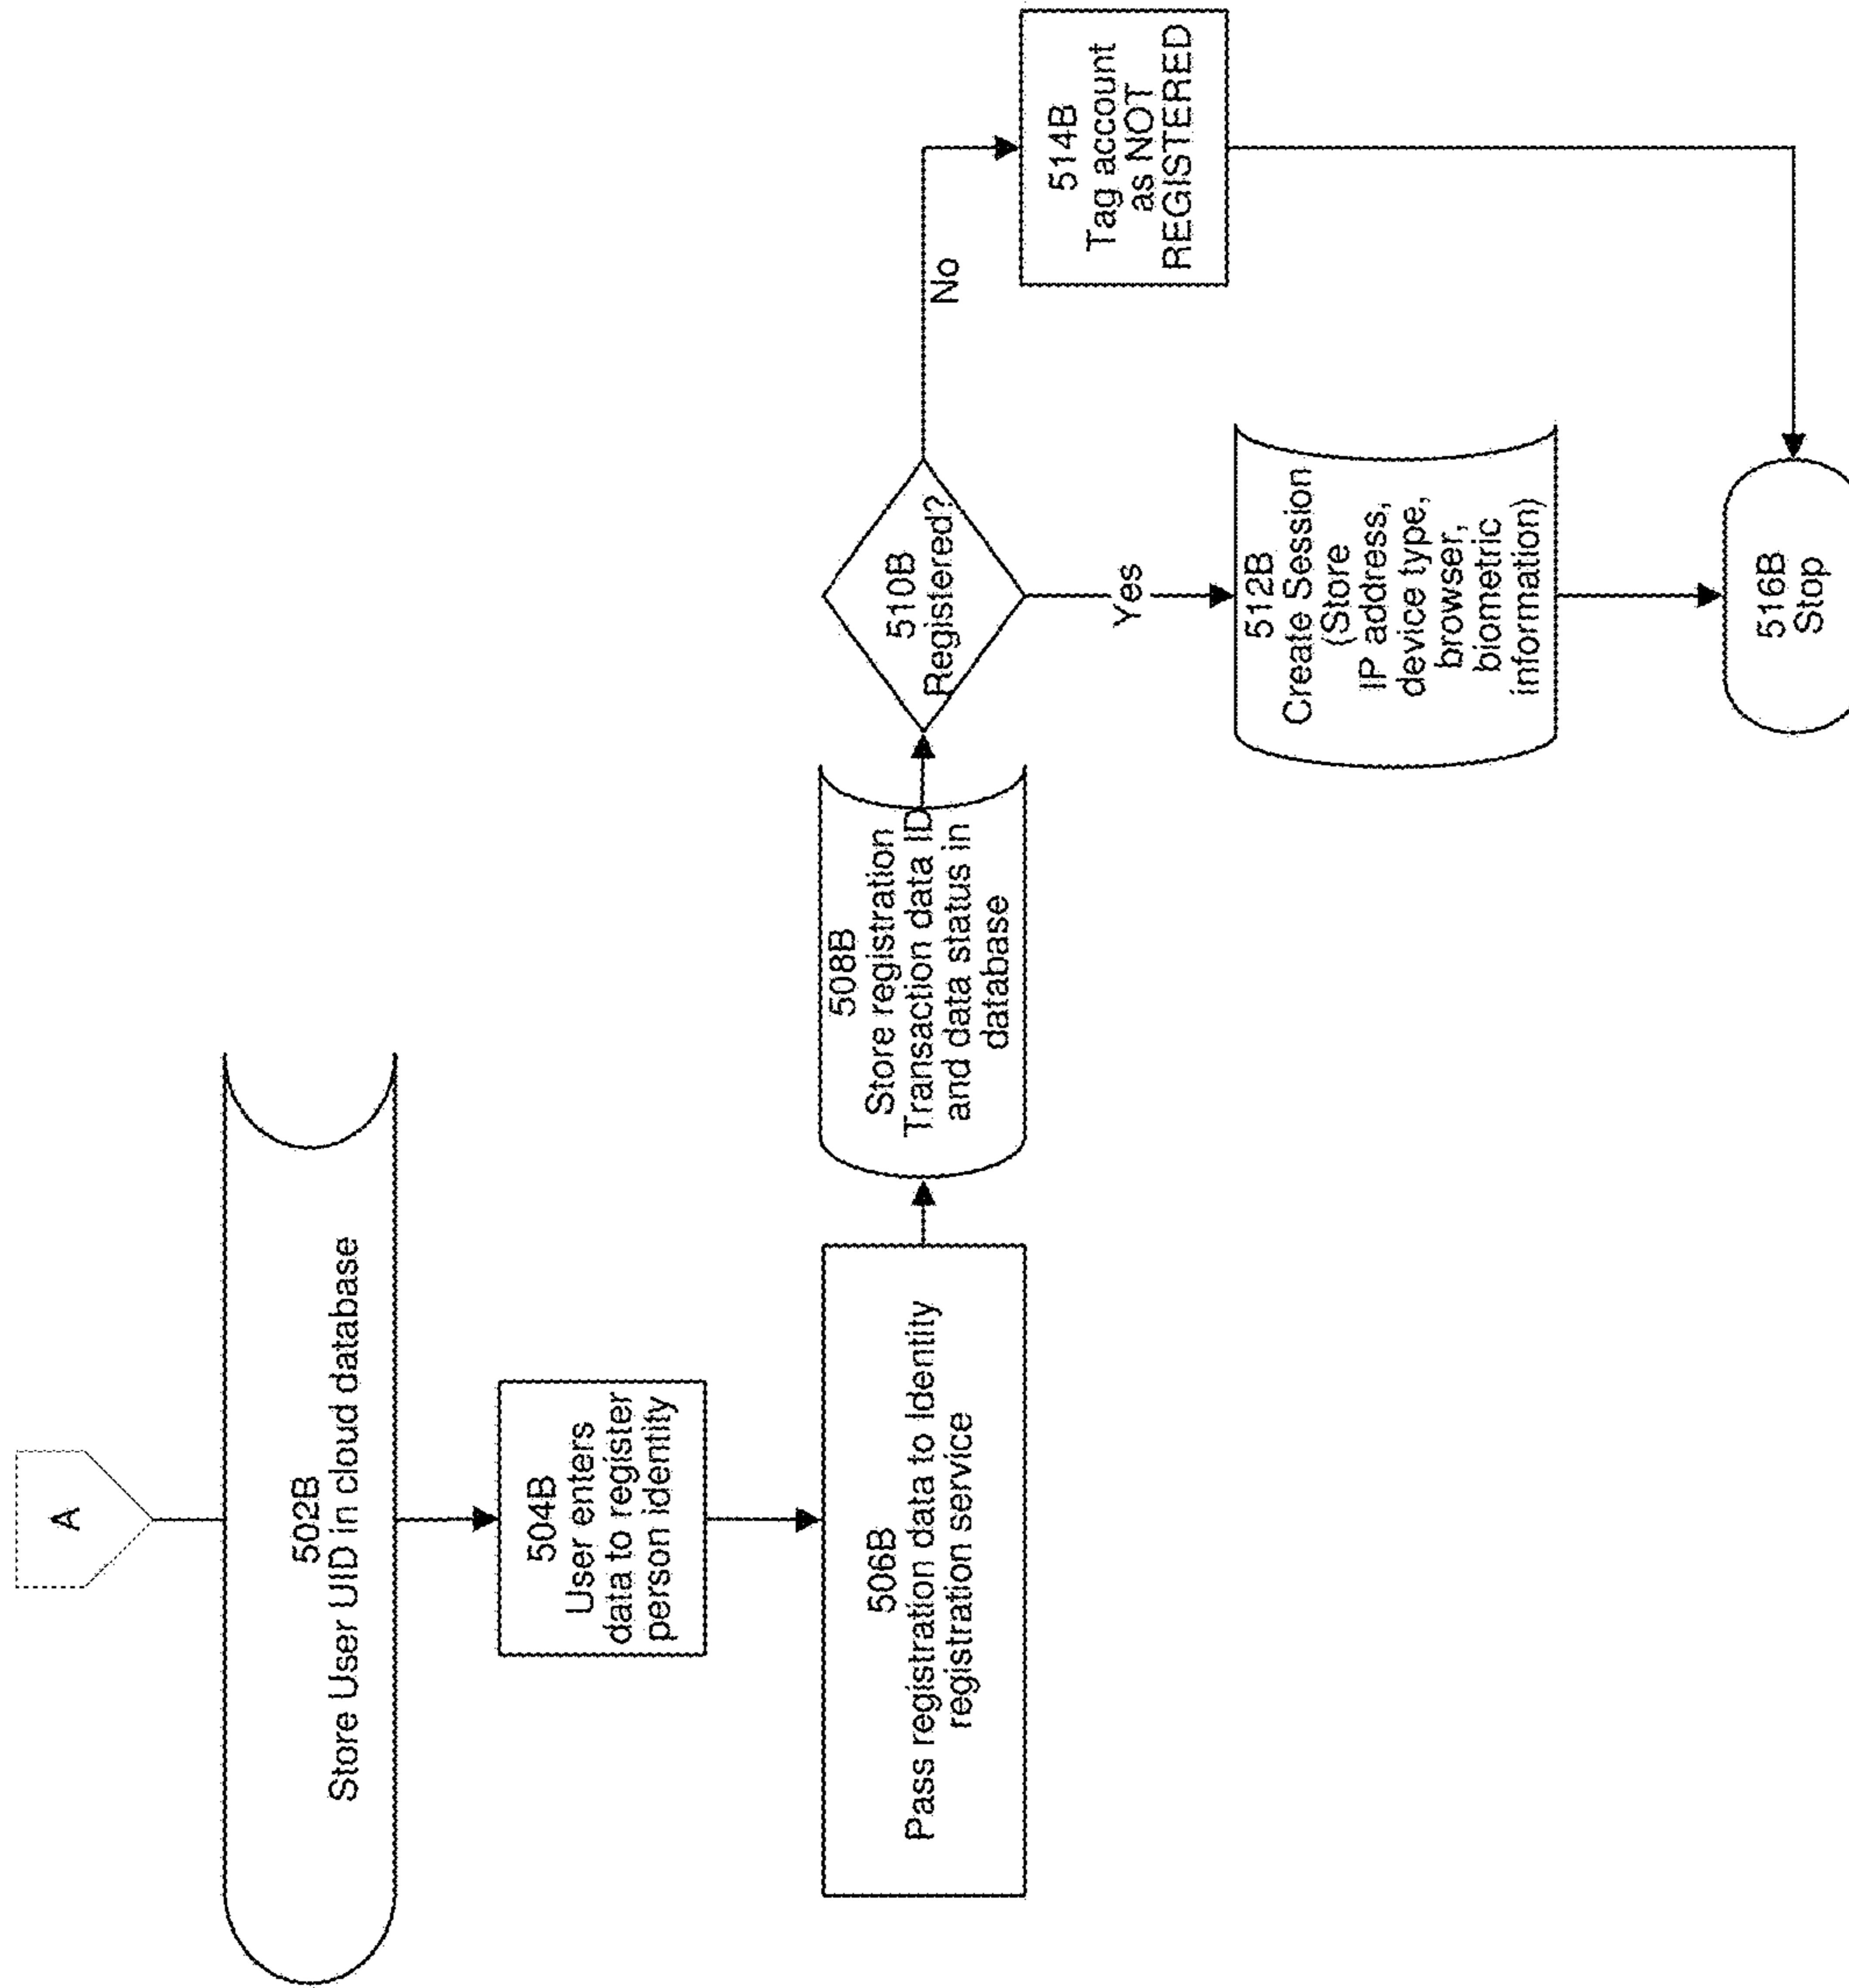 A
502B
Store User UID in cloud database
504B
User enters
data to register
person identity
506B
Pass registration data to Identity
registration service
508B
Store registration
Transaction data ID
and data status in
database
510B
Registered?
No
Yes
514B
Tag account
as NOT
REGISTERED
512B
Create Session
(Store
IP address,
device type,
browser,
biometric
information)
516B
Stop